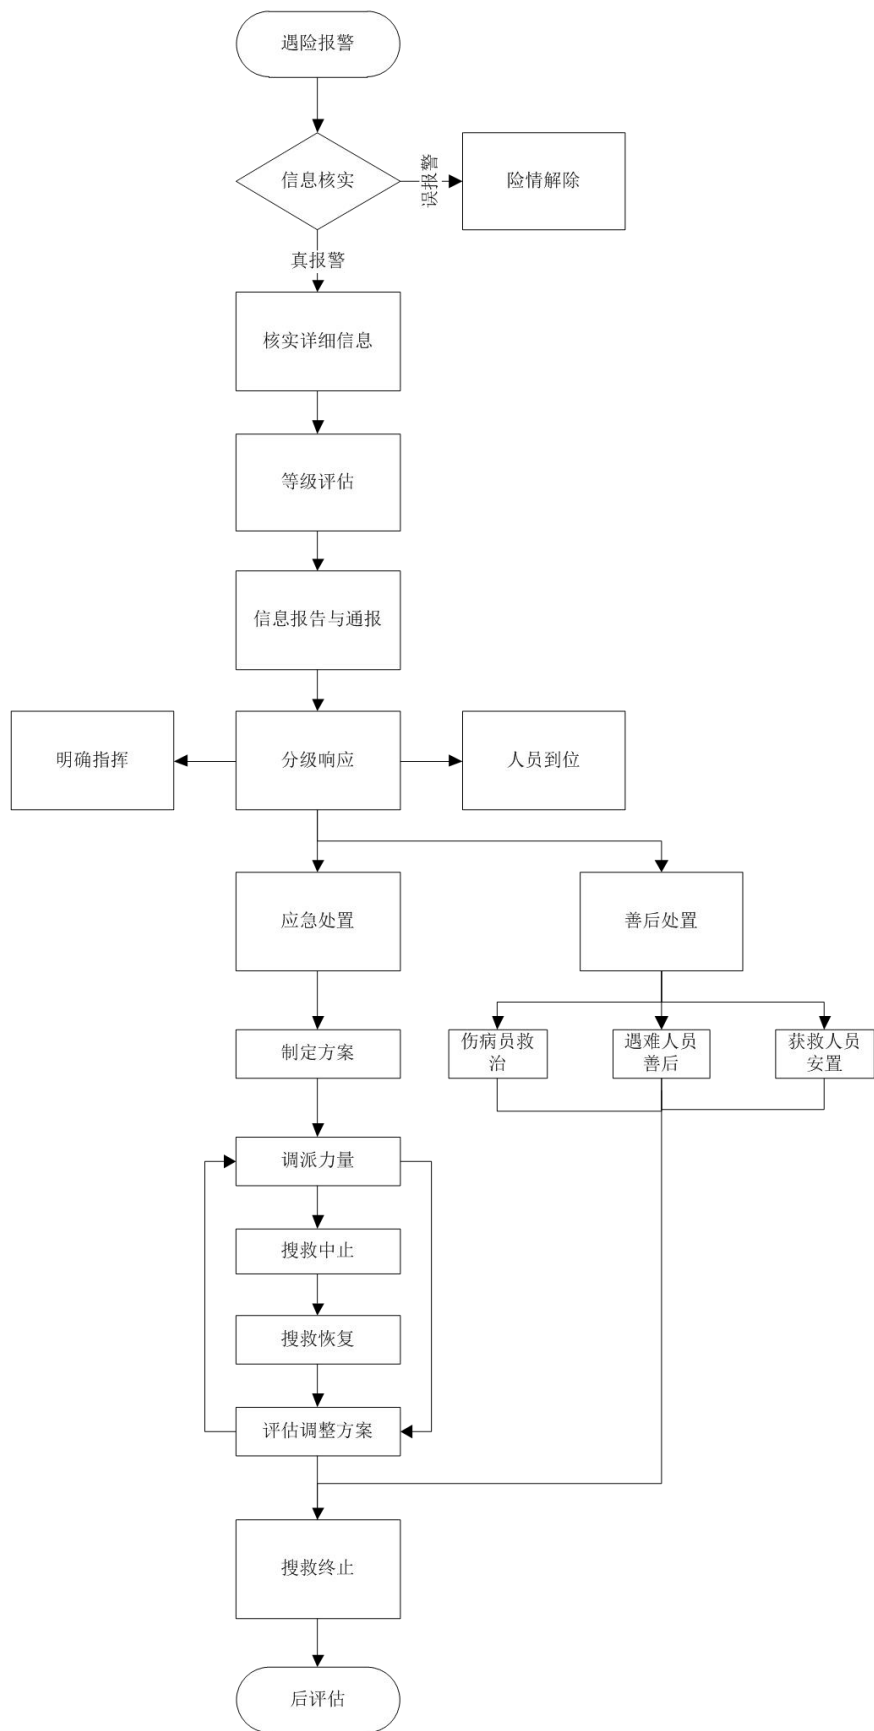 遇险报警
信息核实
误报警
险情解除
真报警
核实详细信息
等级评估
信息报告与通报
明确指挥
分级响应
人员到位
应急处置
善后处置
制定方案
伤病员救
治
遇难人员
善后
获救人员
安置
调派力量
搜救中止
搜救恢复
评估调整方案
搜救终止
后评估